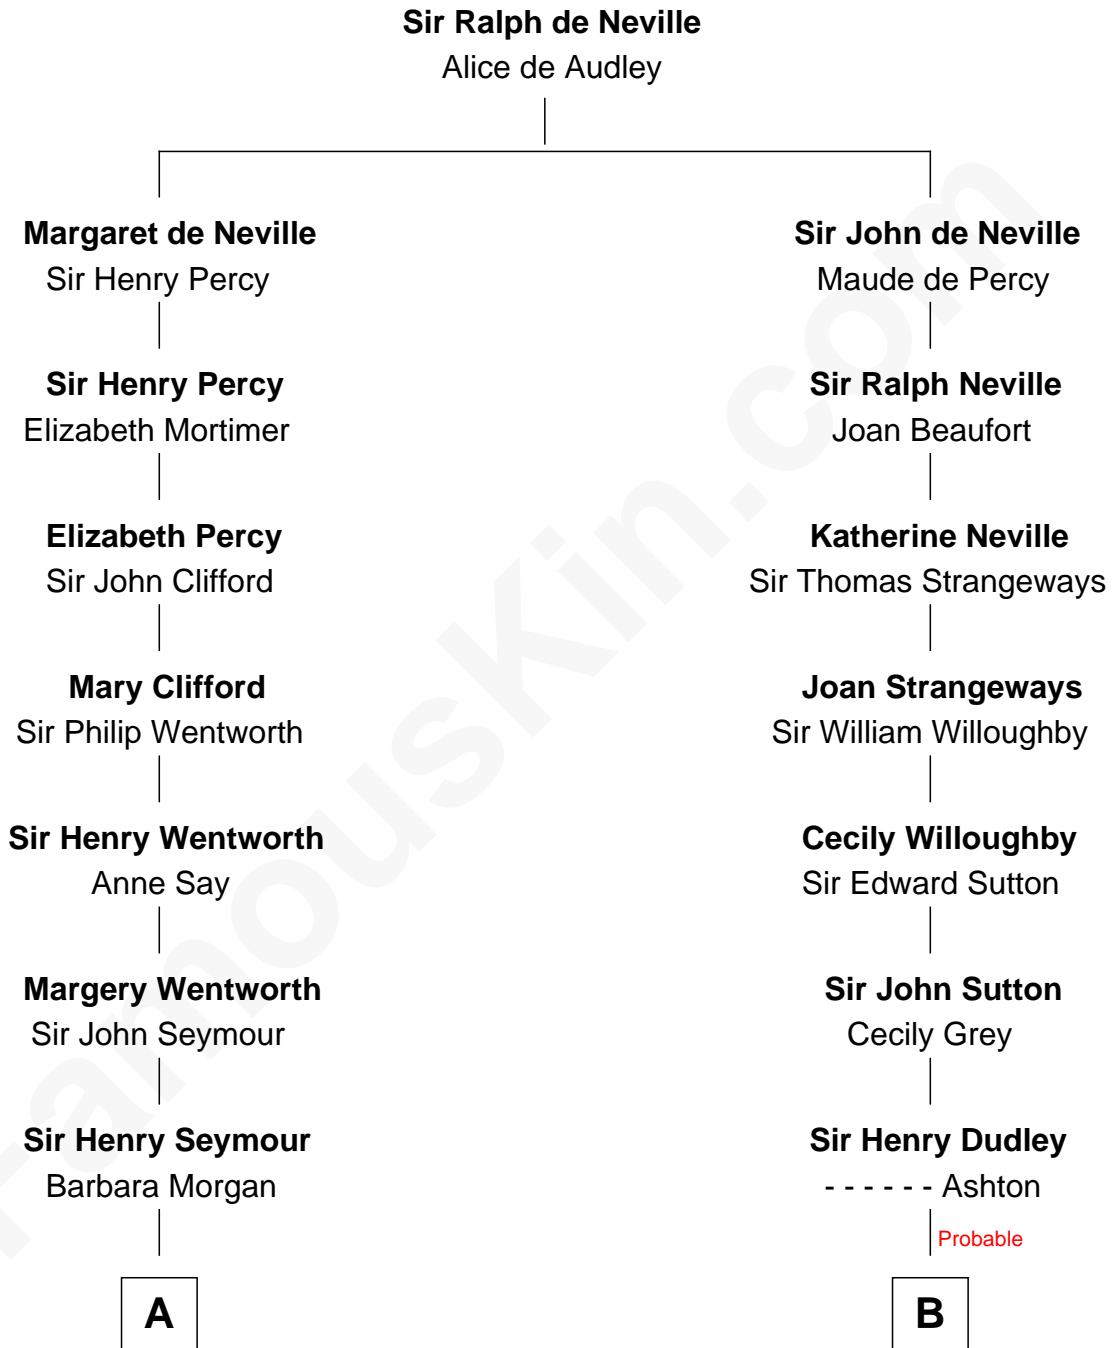 Sir Ralph de Neville
Alice de Audley
Margaret de Neville
Sir Henry Percy
Sir John de Neville
Maude de Percy
Sir Henry Percy
Elizabeth Mortimer
Sir Ralph Neville
Joan Beaufort
Elizabeth Percy
Sir John Clifford
Katherine Neville
Sir Thomas Strangeways
Mary Clifford
Sir Philip Wentworth
Joan Strangeways
Sir William Willoughby
Sir Henry Wentworth
Anne Say
Cecily Willoughby
Sir Edward Sutton
Margery Wentworth
Sir John Seymour
Sir John Sutton
Cecily Grey
Sir Henry Seymour
Barbara Morgan
Sir Henry Dudley
- - - - - - Ashton
Probable
A
B
FamousKin.com